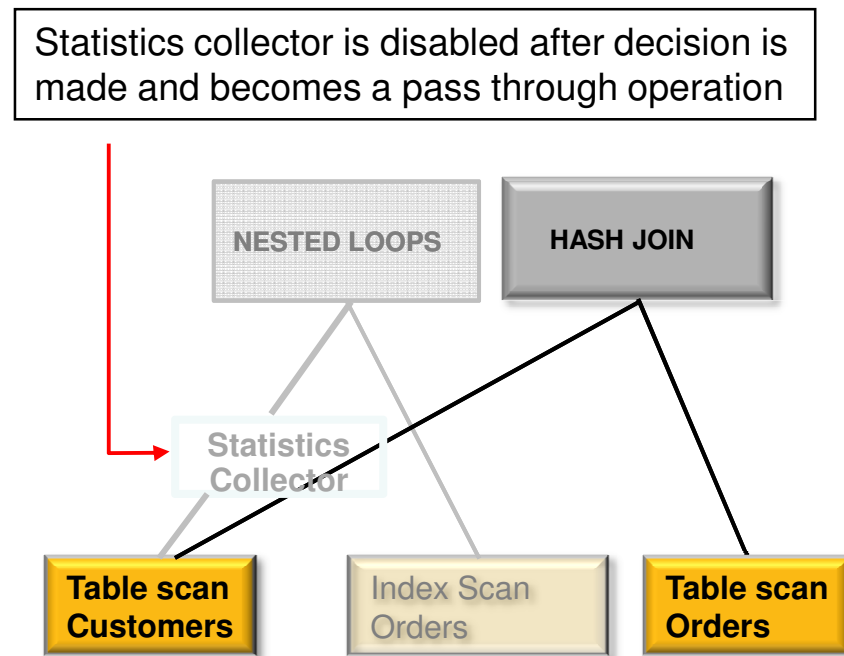 Statistics collector is disabled after decision is
made and becomes a pass through operation
NESTED LOOPS
HASH JOIN
Statistics
Collector
Table scan
Customers
Index Scan
Orders
Table scan
Orders